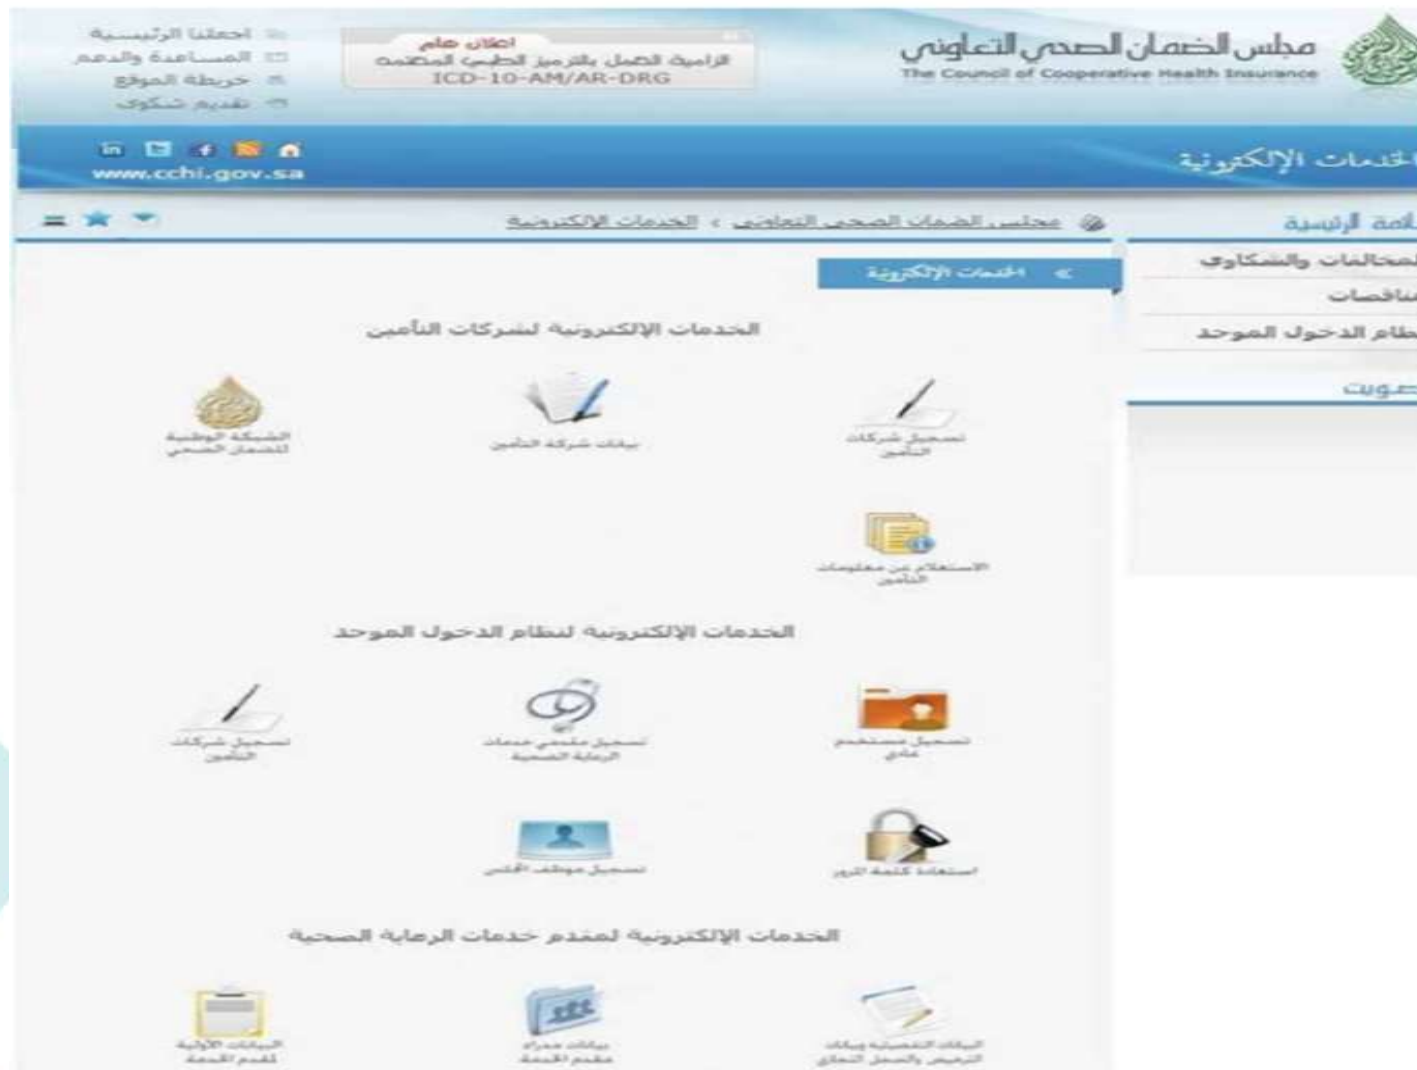 مجلس الضمان الصحي التعاوني
The Council of Cooperative Health Insurance
اعلان هام
الزامية العمل بالترميز الطبي المعتمد
ICD-10-AM/AR-DRG
اجعلنا الرئيسية
المساعدة والدعم
خريطة الموقع
تقديم شكوى
الخدمات الإلكترونية
www.cchi.gov.sa
مجلس الضمان الصحي التعاوني › الخدمات الإلكترونية
الرئيسية
المخالفات والشكاوى
الدخول الموحد
الخدمات الإلكترونية
الخدمات الإلكترونية لشركات التأمين
تسجيل شركات
التأمين
بيانات شركة التأمين
الشبكة الوطنية
للضمان الصحي
الاستعلام عن معلومات
التأمين
الخدمات الإلكترونية لنظام الدخول الموحد
تسجيل مستخدم
عادي
تسجيل مقدمي خدمات
الرعاية الصحية
تسجيل شركات
التأمين
استعادة كلمة المرور
تسجيل موظف المجلس
الخدمات الإلكترونية لمقدم خدمات الرعاية الصحية
البيانات التفصيلية وبيانات
الترخيص والسجل التجاري
بيانات مدراء
مقدم الخدمة
البيانات الأولية
لمقدم الخدمة